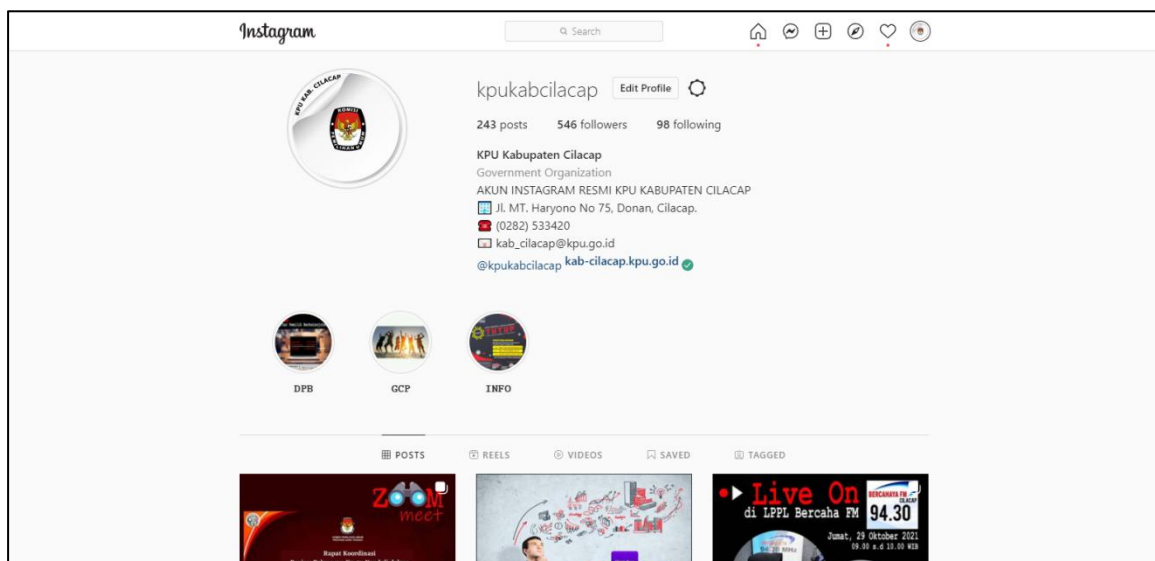 Instagram
Search
KPU KAB. CILACAP
KOMISI
PEMILIHAN UMUM
kpukabcilacap Edit Profile
243 posts 546 followers 98 following
KPU Kabupaten Cilacap
Government Organization
AKUN INSTAGRAM RESMI KPU KABUPATEN CILACAP
Jl. MT. Haryono No 75, Donan, Cilacap.
(0282) 533420
kab_cilacap@kpu.go.id
@kpukabcilacap kab-cilacap.kpu.go.id
DPB GCP INFO
POSTS REELS VIDEOS SAVED TAGGED
ZOOM
meet
Rapat Koordinasi
Live On
di LPPL Bercaha FM
BERCAHAYA FM
CILACAP
94.30
Jumat, 29 Oktober 2021
09.00 s.d 10.00 WIB